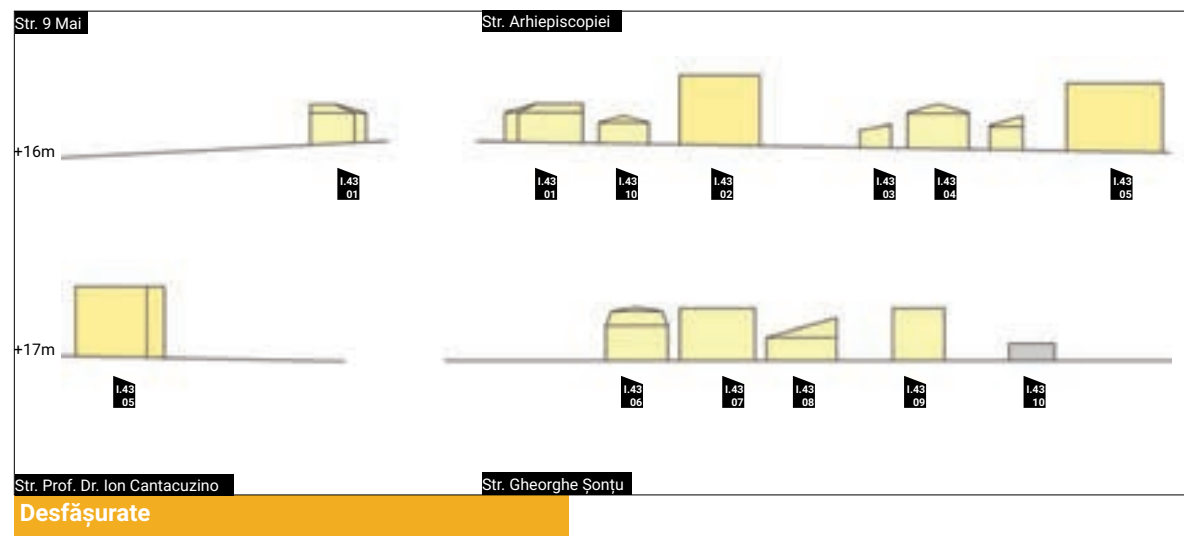 Str. 9 Mai
Str. Arhiepiscopiei
+16m
I.43
01
I.43
01
I.43
10
I.43
02
I.43
03
I.43
04
I.43
05
+17m
I.43
05
I.43
06
I.43
07
I.43
08
I.43
09
I.43
10
Str. Prof. Dr. Ion Cantacuzino
Str. Gheorghe Șonțu
Desfășurate